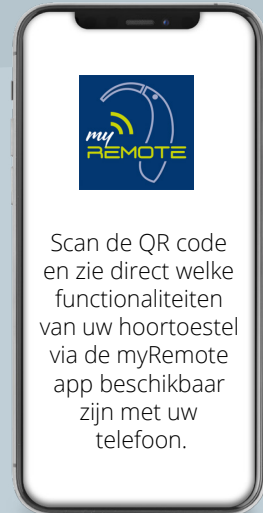 my
REMOTE
Scan de QR code
en zie direct welke
functionaliteiten
van uw hoortoestel
via de myRemote
app beschikbaar
zijn met uw
telefoon.